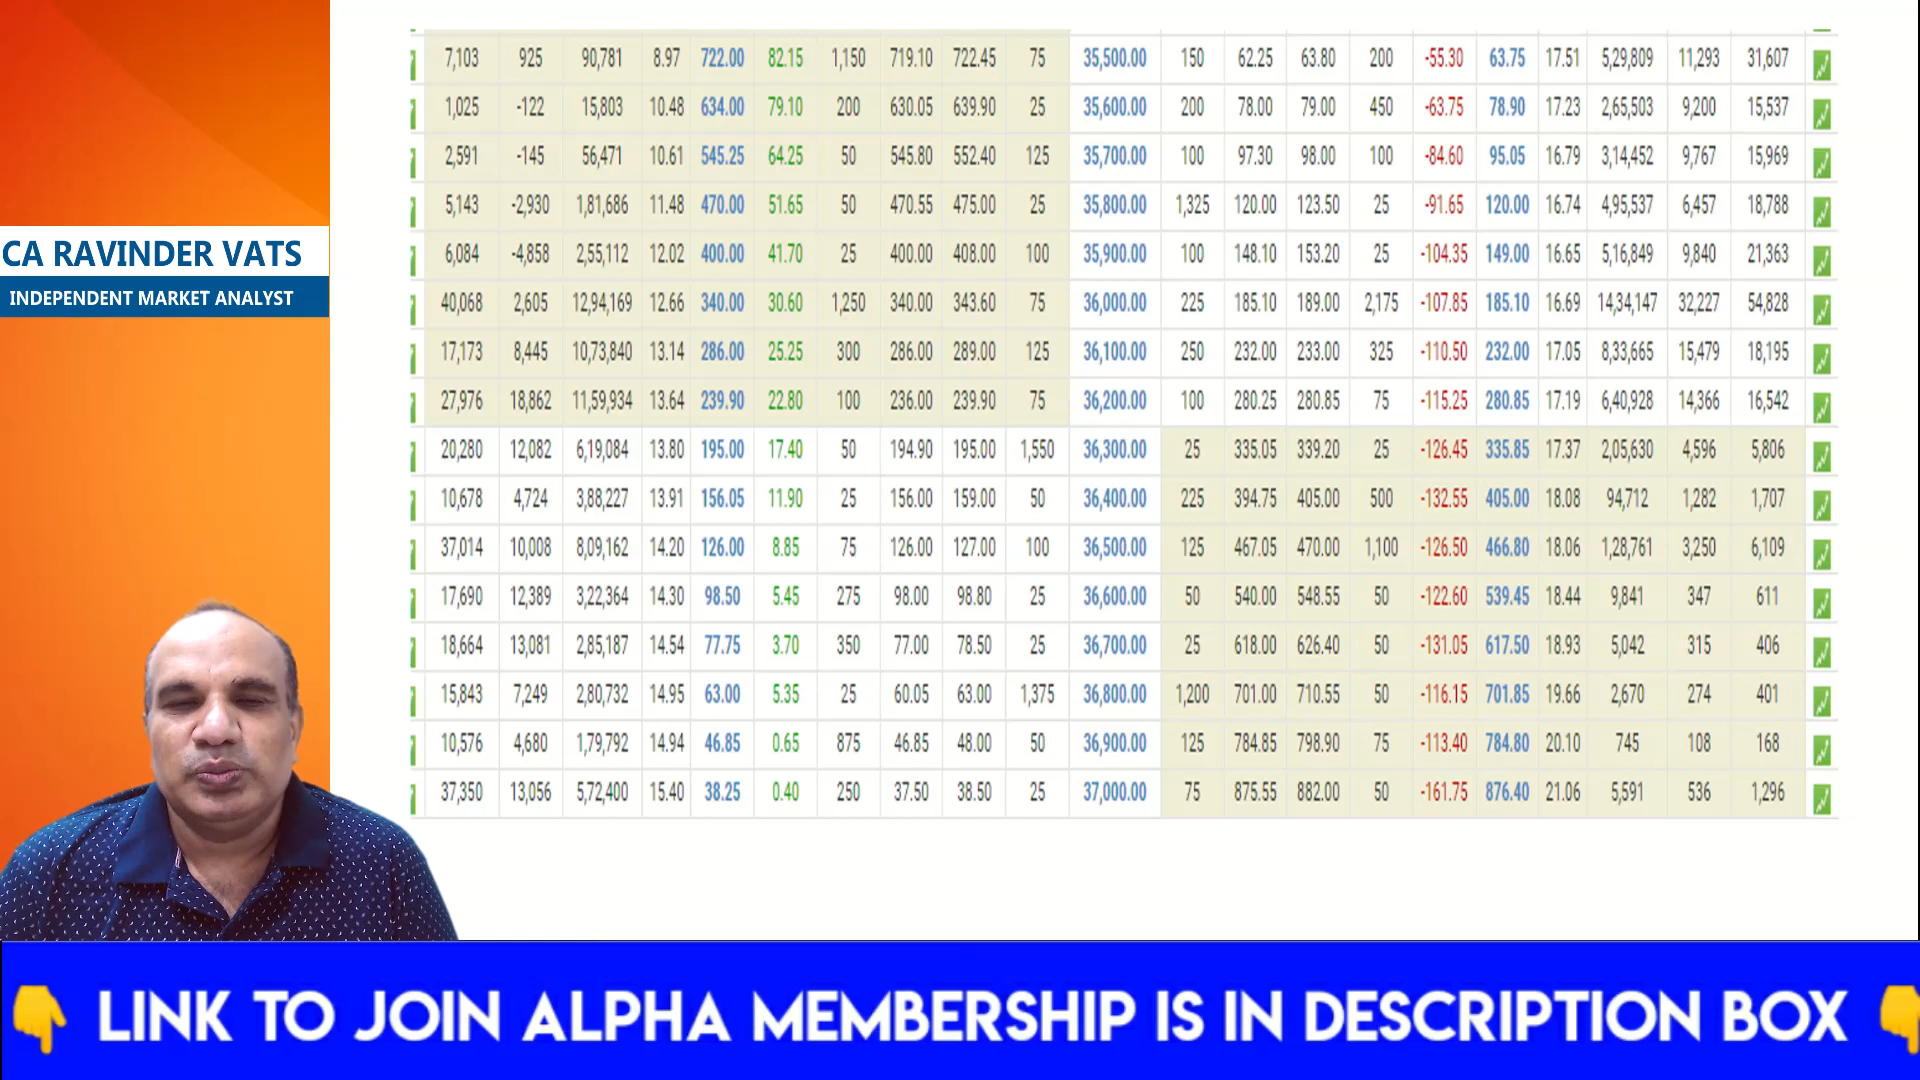 CA RAVINDER VATS
INDEPENDENT MARKET ANALYST
7,103 925 90,781 8.97 722.00 82.15 1,150 719.10 722.45 75 35,500.00 150 62.25 63.80 200 -55.30 63.75 17.51 5,29,809 11,293 31,607
1,025 -122 15,803 10.48 634.00 79.10 200 630.05 639.90 25 35,600.00 200 78.00 79.00 450 -63.75 78.90 17.23 2,65,503 9,200 15,537
2,591 -145 56,471 10.61 545.25 64.25 50 545.80 552.40 125 35,700.00 100 97.30 98.00 100 -84.60 95.05 16.79 3,14,452 9,767 15,969
5,143 -2,930 1,81,686 11.48 470.00 51.65 50 470.55 475.00 25 35,800.00 1,325 120.00 123.50 25 -91.65 120.00 16.74 4,95,537 6,457 18,788
6,084 -4,858 2,55,112 12.02 400.00 41.70 25 400.00 408.00 100 35,900.00 100 148.10 153.20 25 -104.35 149.00 16.65 5,16,849 9,840 21,363
40,068 2,605 12,94,169 12.66 340.00 30.60 1,250 340.00 343.60 75 36,000.00 225 185.10 189.00 2,175 -107.85 185.10 16.69 14,34,147 32,227 54,828
17,173 8,445 10,73,840 13.14 286.00 25.25 300 286.00 289.00 125 36,100.00 250 232.00 233.00 325 -110.50 232.00 17.05 8,33,665 15,479 18,195
27,976 18,862 11,59,934 13.64 239.90 22.80 100 236.00 239.90 75 36,200.00 100 280.25 280.85 75 -115.25 280.85 17.19 6,40,928 14,366 16,542
20,280 12,082 6,19,084 13.80 195.00 17.40 50 194.90 195.00 1,550 36,300.00 25 335.05 339.20 25 -126.45 335.85 17.37 2,05,630 4,596 5,806
10,678 4,724 3,88,227 13.91 156.05 11.90 25 156.00 159.00 50 36,400.00 225 394.75 405.00 500 -132.55 405.00 18.08 94,712 1,282 1,707
37,014 10,008 8,09,162 14.20 126.00 8.85 75 126.00 127.00 100 36,500.00 125 467.05 470.00 1,100 -126.50 466.80 18.06 1,28,761 3,250 6,109
17,690 12,389 3,22,364 14.30 98.50 5.45 275 98.00 98.80 25 36,600.00 50 540.00 548.55 50 -122.60 539.45 18.44 9,841 347 611
18,664 13,081 2,85,187 14.54 77.75 3.70 350 77.00 78.50 25 36,700.00 25 618.00 626.40 50 -131.05 617.50 18.93 5,042 315 406
15,843 7,249 2,80,732 14.95 63.00 5.35 25 60.05 63.00 1,375 36,800.00 1,200 701.00 710.55 50 -116.15 701.85 19.66 2,670 274 401
10,576 4,680 1,79,792 14.94 46.85 0.65 875 46.85 48.00 50 36,900.00 125 784.85 798.90 75 -113.40 784.80 20.10 745 108 168
37,350 13,056 5,72,400 15.40 38.25 0.40 250 37.50 38.50 25 37,000.00 75 875.55 882.00 50 -161.75 876.40 21.06 5,591 536 1,296
LINK TO JOIN ALPHA MEMBERSHIP IS IN DESCRIPTION BOX